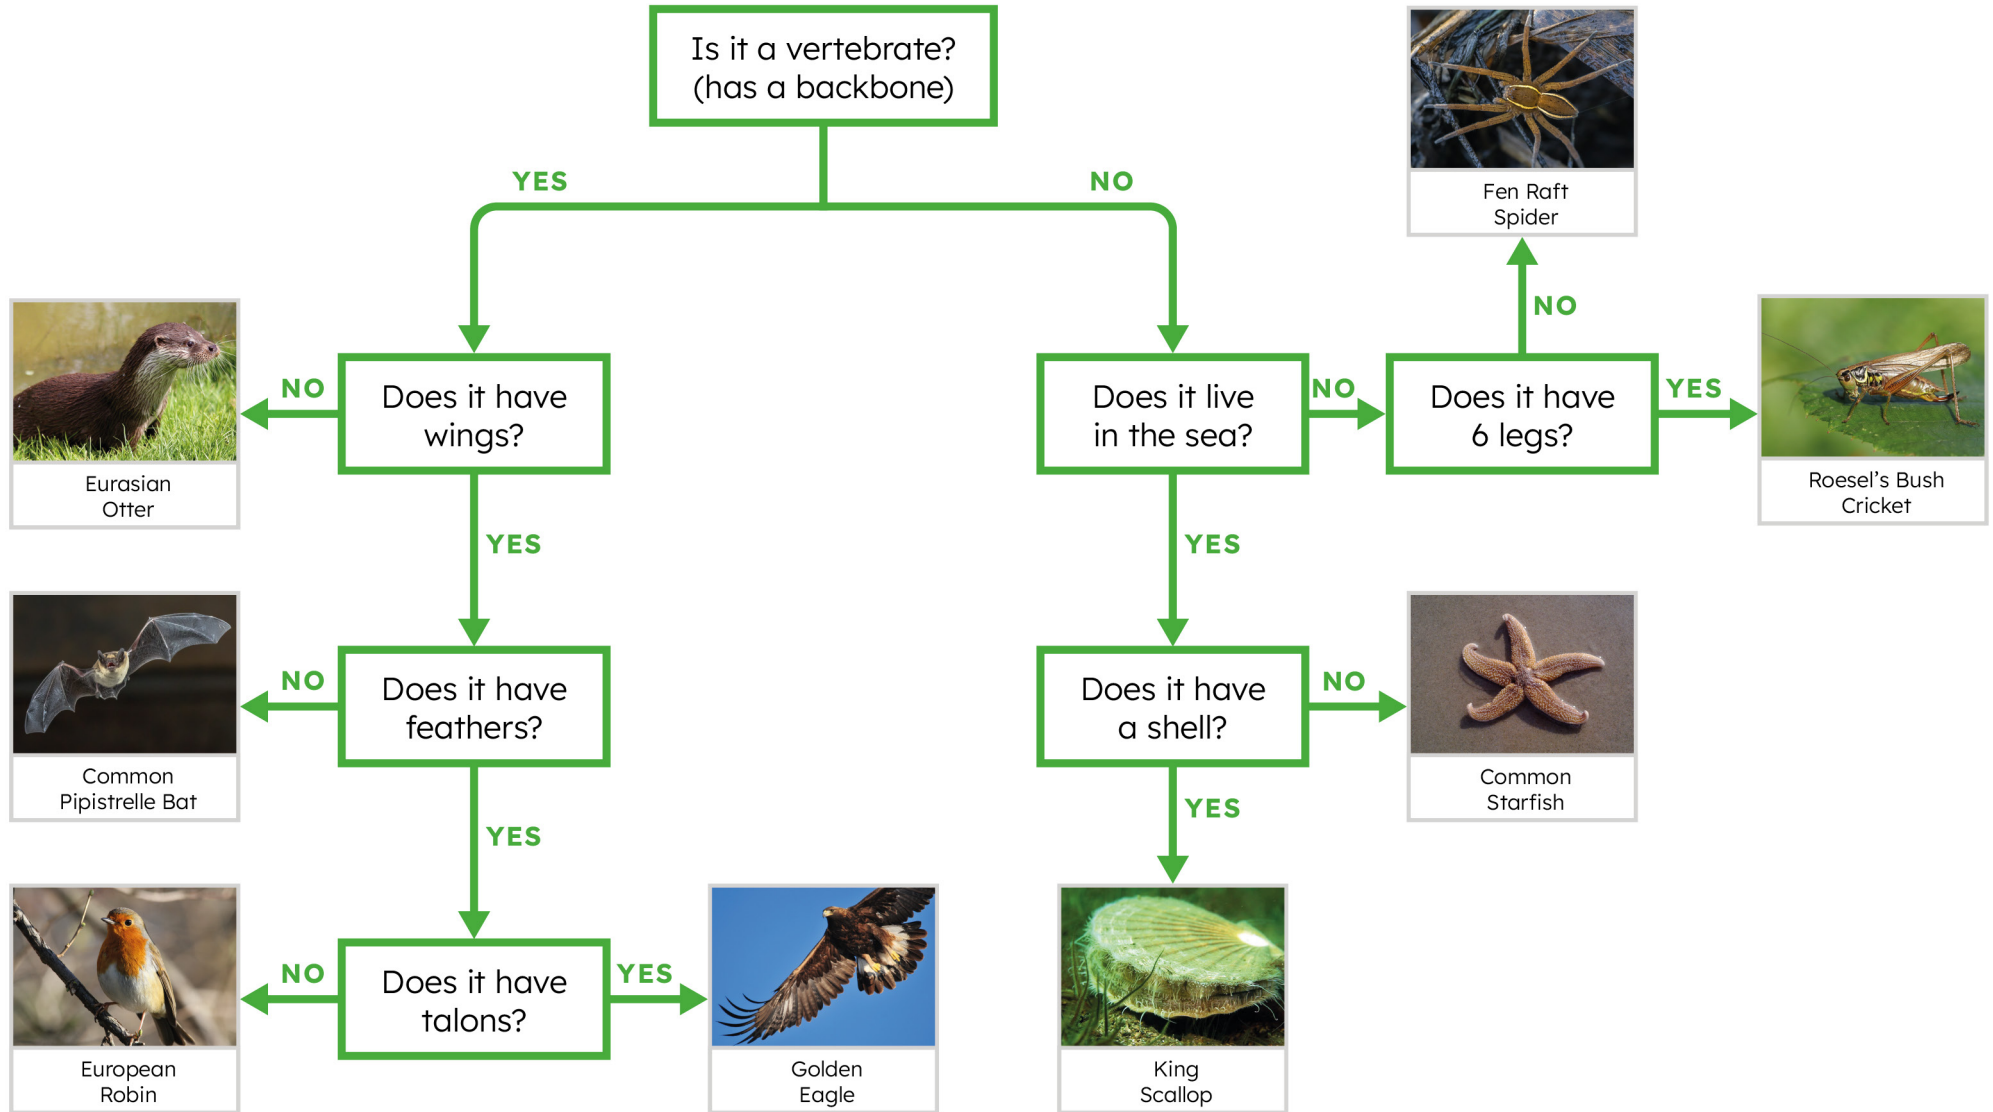 Is it a vertebrate?
(has a backbone)
YES
NO
Fen Raft
Spider
NO
NO
Does it have
wings?
Eurasian
Otter
YES
Does it live
in the sea?
NO
Does it have
6 legs?
YES
Roesel's Bush
Cricket
YES
NO
Does it have
feathers?
Common
Pipistrelle Bat
YES
Does it have
a shell?
NO
Common
Starfish
YES
NO
Does it have
talons?
YES
European
Robin
Golden
Eagle
King
Scallop